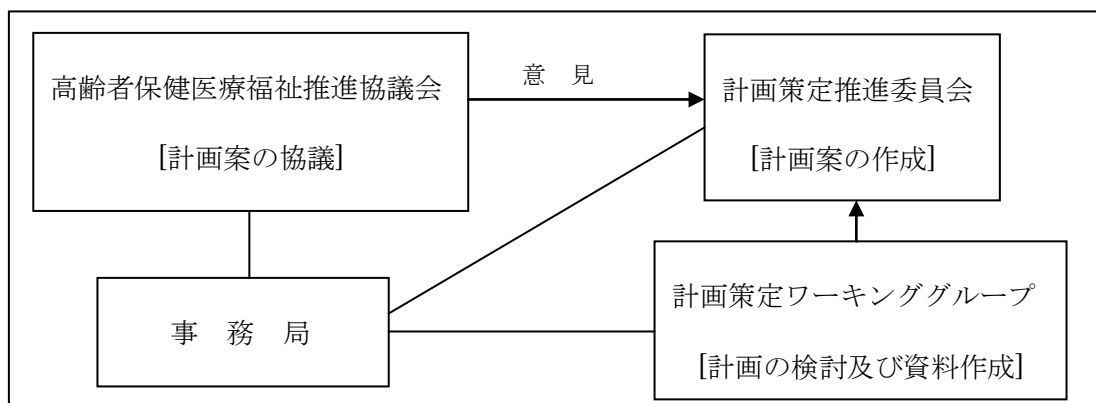 高齢者保健医療福祉推進協議会
[計画案の協議]
意　見
計画策定推進委員会
[計画案の作成]
事　務　局
計画策定ワーキンググループ
[計画の検討及び資料作成]